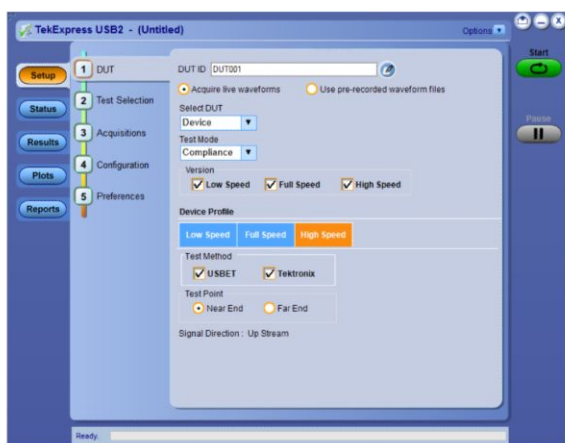 TekExpress USB2 - (Untitled)
Options
Start
Pause
Setup
Status
Results
Plots
Reports
1 DUT
2 Test Selection
3 Acquisitions
4 Configuration
5 Preferences
DUT ID DUT001
Acquire live waveforms Use pre-recorded waveform files
Select DUT
Device
Test Mode
Compliance
Version
Low Speed Full Speed High Speed
Device Profile
Low Speed Full Speed High Speed
Test Method
USBET Tektronix
Test Point
Near End Far End
Signal Direction : Up Stream
Ready.